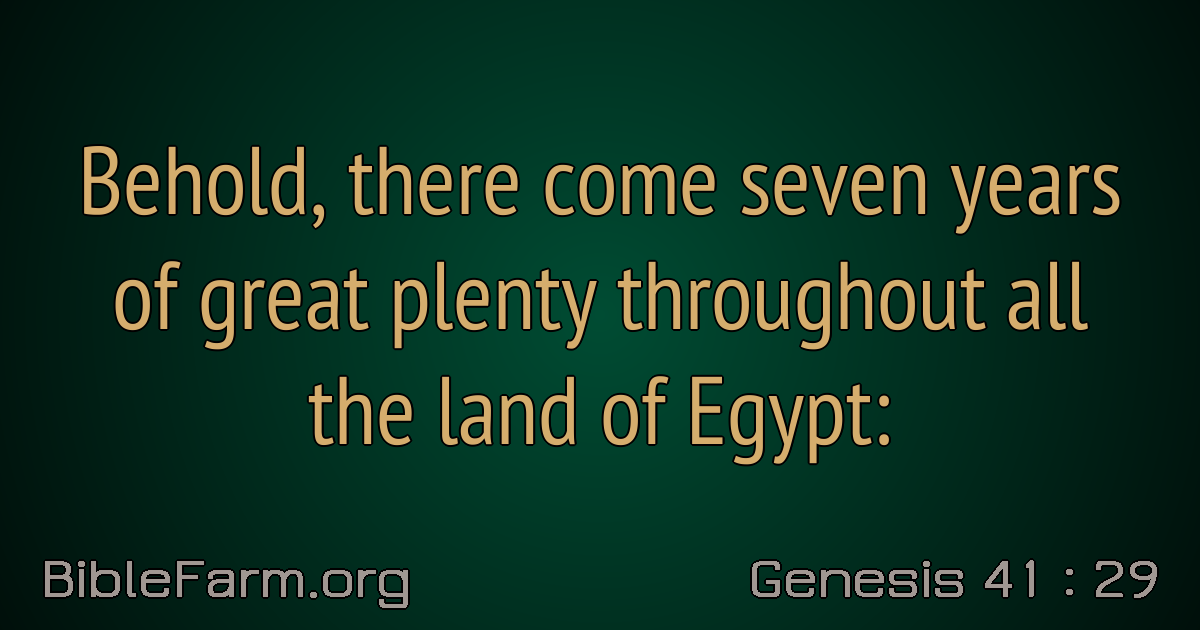 Behold, there come seven years
of great plenty throughout all
the land of Egypt:
BibleFarm.org
Genesis 41 : 29